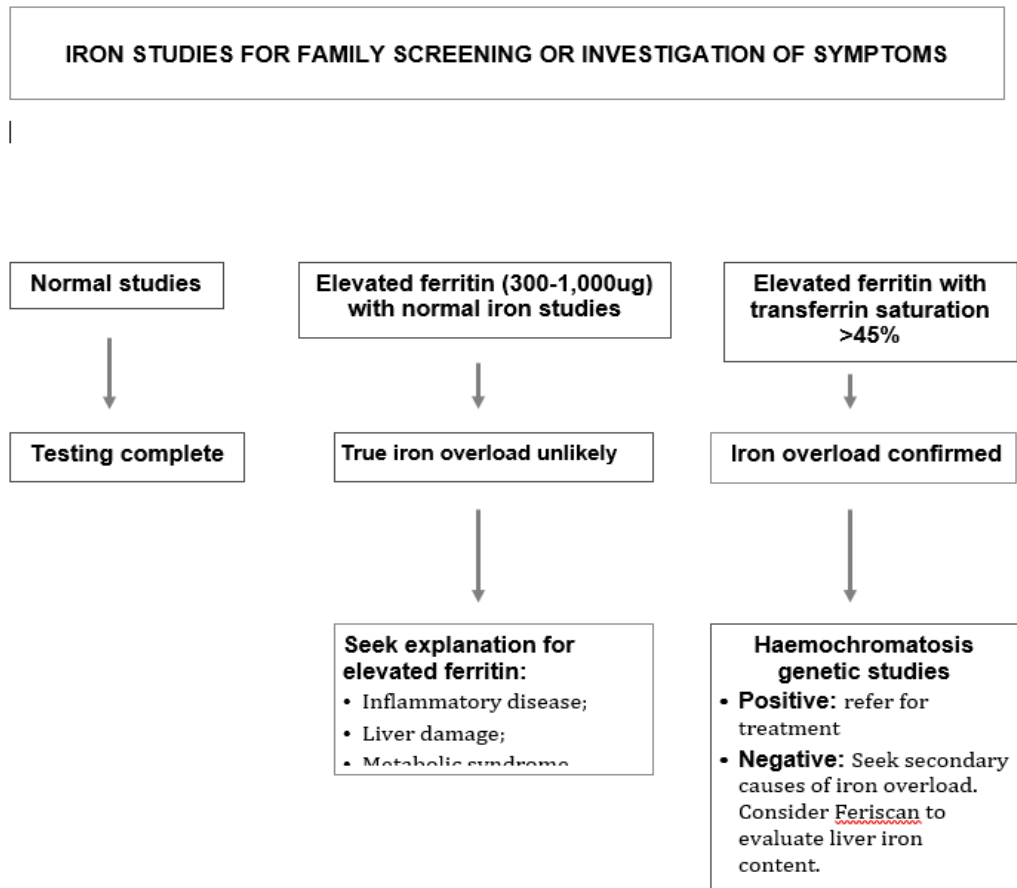 IRON STUDIES FOR FAMILY SCREENING OR INVESTIGATION OF SYMPTOMS
Normal studies
Testing complete
Elevated ferritin (300-1,000ug)
with normal iron studies
True iron overload unlikely
Seek explanation for
elevated ferritin:
• Inflammatory disease;
• Liver damage;
• Metabolic syndrome
Elevated ferritin with
transferrin saturation
>45%
Iron overload confirmed
Haemochromatosis
genetic studies
• Positive: refer for
treatment
• Negative: Seek secondary
causes of iron overload.
Consider Feriscan to
evaluate liver iron
content.